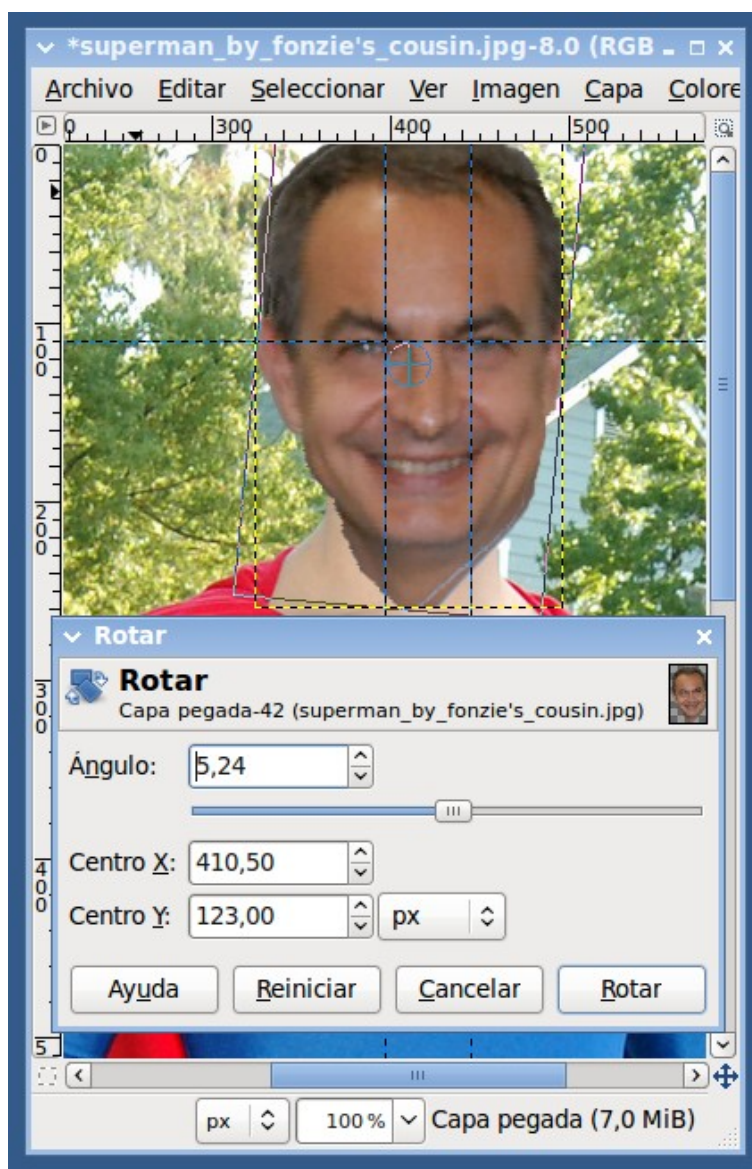 *superman_by_fonzie's_cousin.jpg-8.0 (RGB
Archivo Editar Seleccionar Ver Imagen Capa Colore
0 300 400 500
0
100
200
300
400
5
Rotar
Rotar
Capa pegada-42 (superman_by_fonzie's_cousin.jpg)
Ángulo: 5,24
Centro X: 410,50
Centro Y: 123,00 px
Ayuda Reiniciar Cancelar Rotar
px 100 % Capa pegada (7,0 MiB)